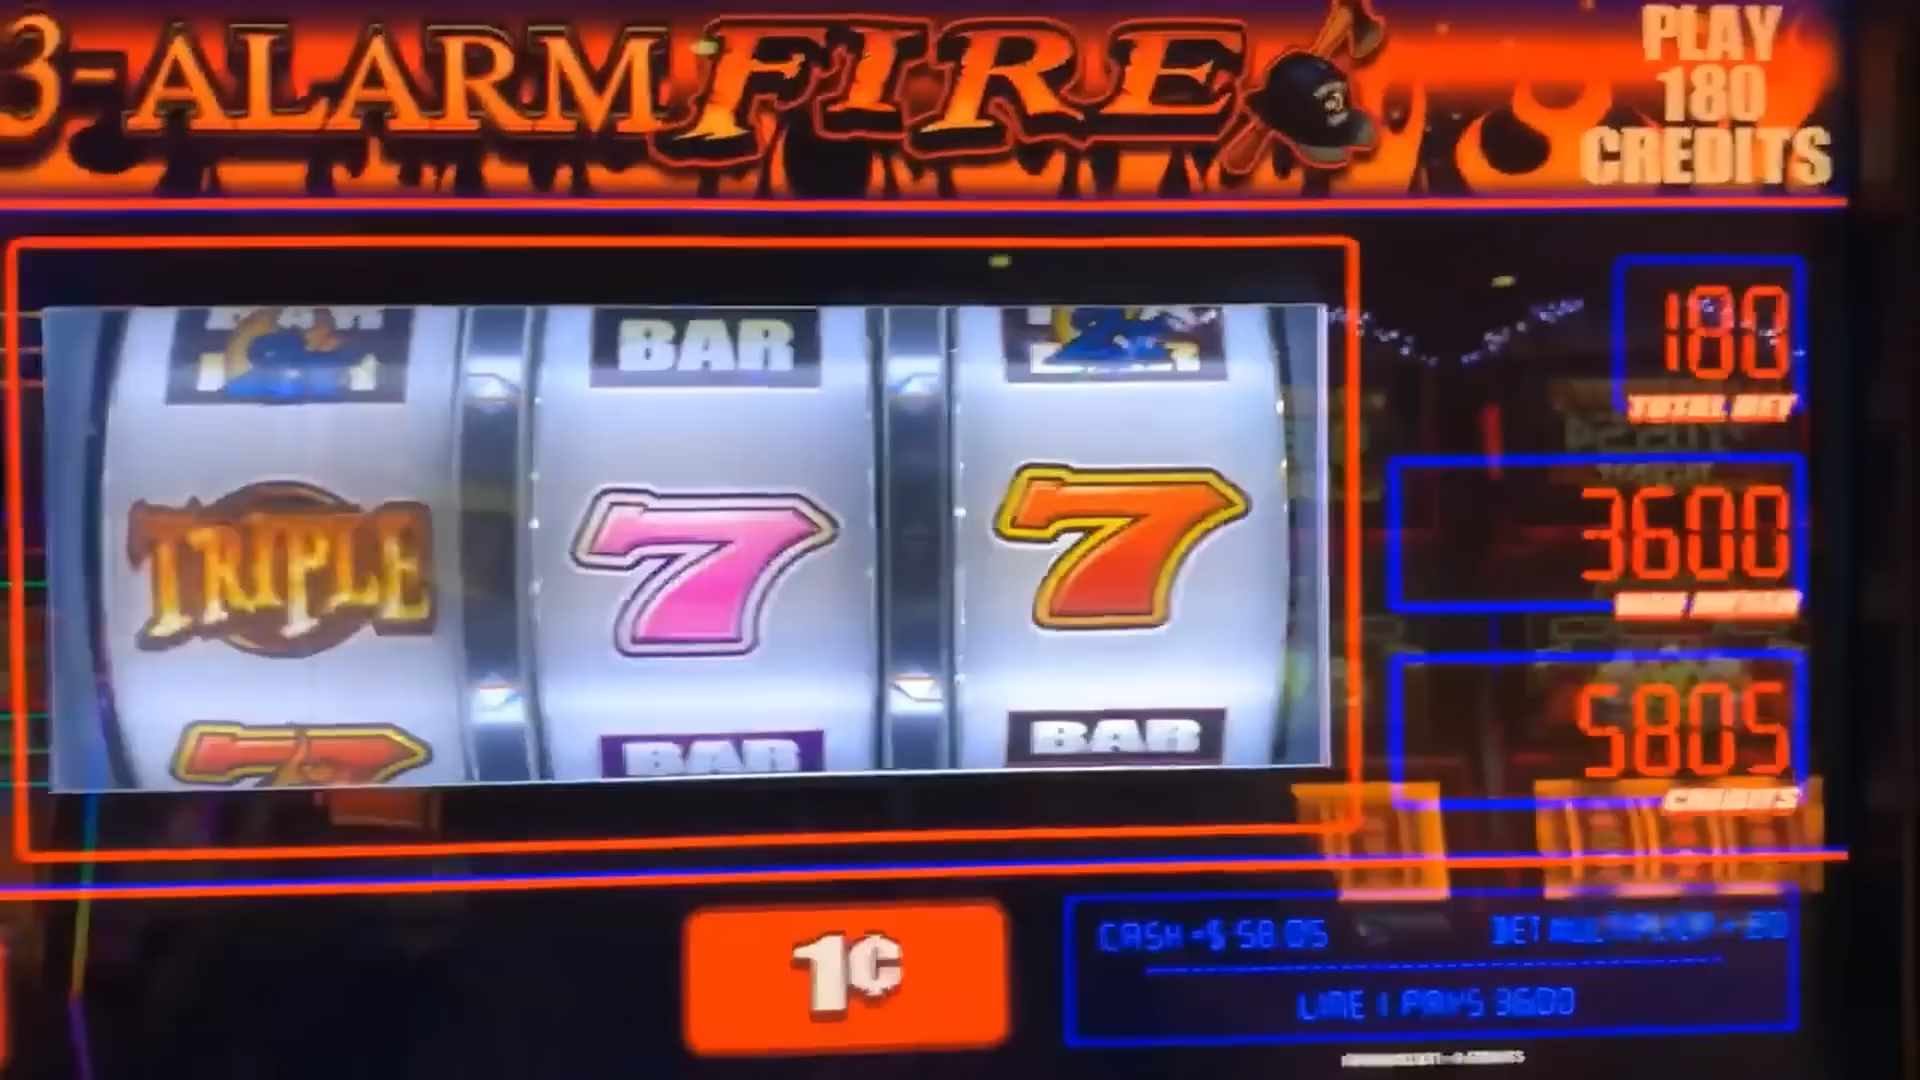 3-ALARM FIRE
PLAY
180
CREDITS
BAR
180
TOTAL BET
TRIPLE
7
7
3600
5805
CREDITS
7
BAR
BAR
1¢
CASH = $ 58.05
LINE 1 PAYS 3600